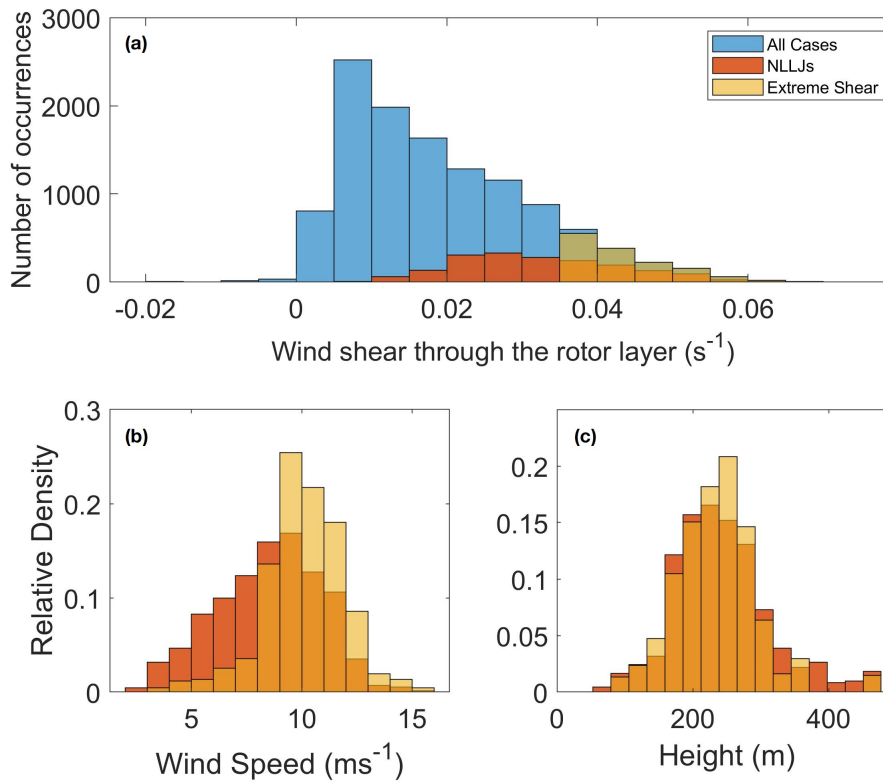 3000
2000
1000
0
Number of occurrences
(a)
All Cases
NLLJs
Extreme Shear
-0.02 0 0.02 0.04 0.06
Wind shear through the rotor layer (s⁻¹)
0.3
0.2
0.1
0
Relative Density
(b)
5 10 15
Wind Speed (ms⁻¹)
0.2
0.15
0.1
0.05
0
(c)
0 200 400
Height (m)